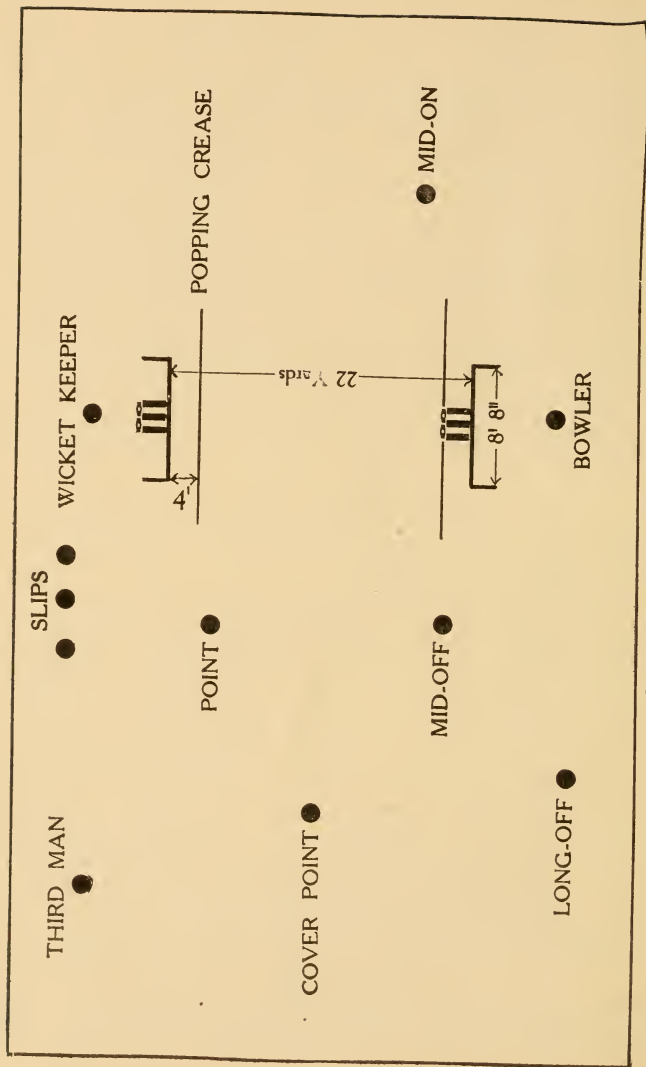 THIRD MAN
SLIPS
WICKET KEEPER
4'
POPPING CREASE
POINT
22 Yards
COVER POINT
MID-OFF
MID-ON
8' 8"
LONG-OFF
BOWLER